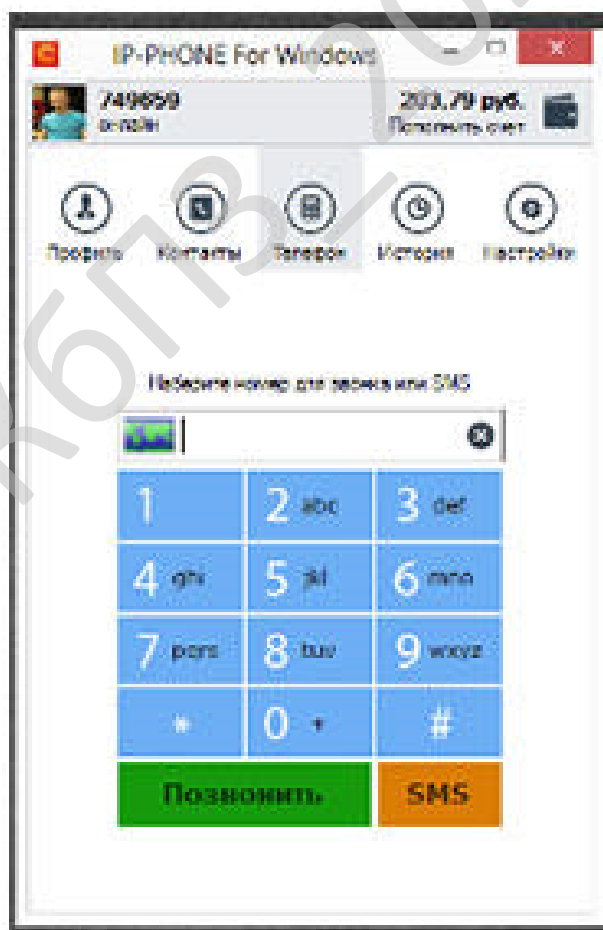 IP-PHONE For Windows
749659 203,79 руб.
онлайн Пополнить счет
Профиль Контакты Телефон История Настройки
Наберите номер для звонка или SMS
1 2 abc 3 def
4 ghi 5 jkl 6 mno
7 pqrs 8 tuv 9 wxyz
* 0 + #
Позвонить SMS